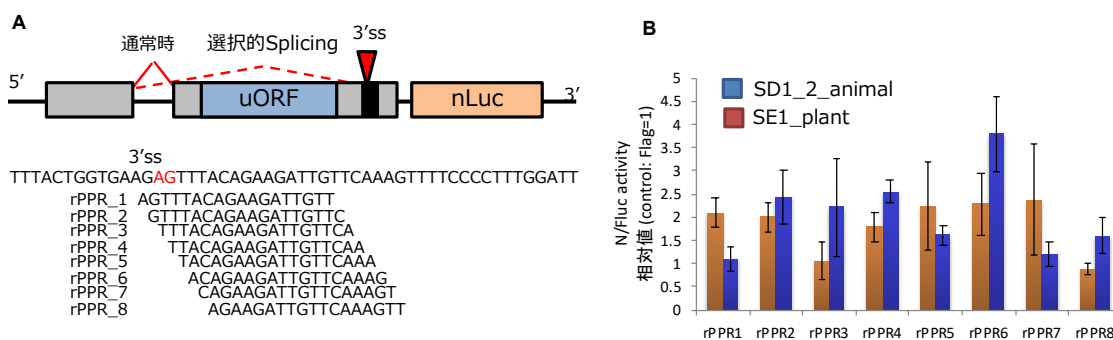 A
通常時
選択的Splicing
3'ss
5'
uORF
nLuc
3'
3'ss
TTTACTGGTGAAGAGTTTACAGAAGATTGTTCAAAGTTTTCCCCTTTGGATT
rPPR_1 AGTTTACAGAAGATTGTT
rPPR_2 GTTTACAGAAGATTGTTC
rPPR_3 TTTACAGAAGATTGTTCA
rPPR_4 TTACAGAAGATTGTTCAA
rPPR_5 TACAGAAGATTGTTCAAA
rPPR_6 ACAGAAGATTGTTCAAAG
rPPR_7 CAGAAGATTGTTCAAAGT
rPPR_8 AGAAGATTGTTCAAAGTT
B
SD1_2_animal
SE1_plant
N/Fluc activity
相対値 (control: Flag=1)
5
4.5
4
3.5
3
2.5
2
1.5
1
0.5
0
rPPR1 rPPR2 rPPR3 rPPR4 rPPR5 rPPR6 rPPR7 rPPR8